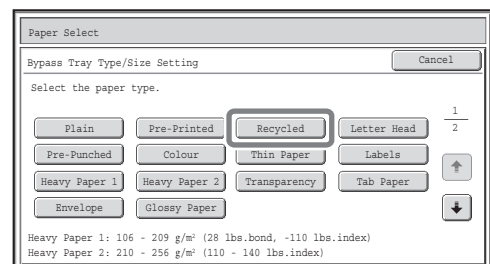 Paper Select
Bypass Tray Type/Size Setting Cancel
Select the paper type.
1
Plain Pre-Printed Recycled Letter Head 2
Pre-Punched Colour Thin Paper Labels
Heavy Paper 1 Heavy Paper 2 Transparency Tab Paper
Envelope Glossy Paper
Heavy Paper 1: 106 - 209 g/m² (28 lbs.bond, -110 lbs.index)
Heavy Paper 2: 210 - 256 g/m² (110 - 140 lbs.index)